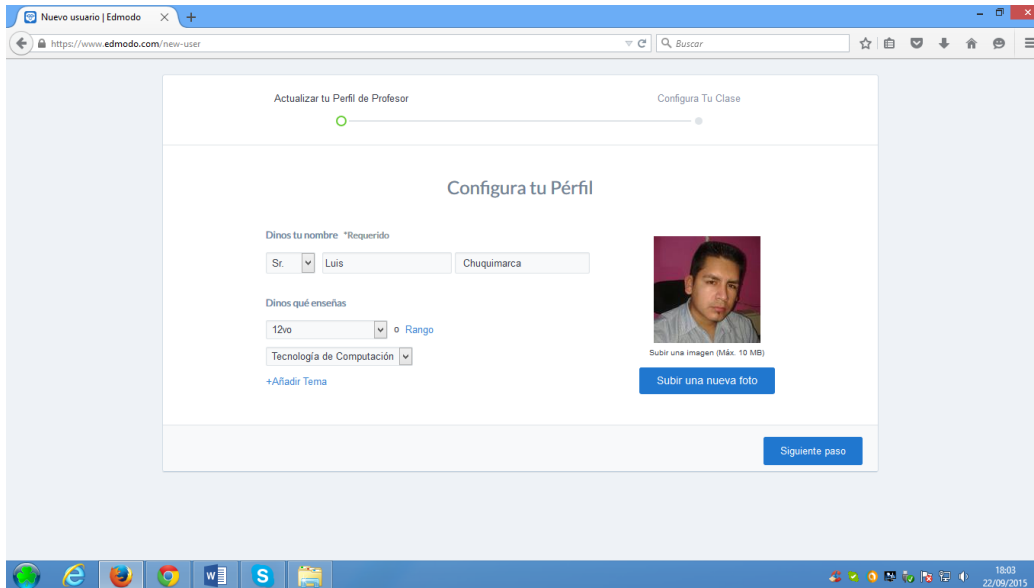 Nuevo usuario | Edmodo
https://www.edmodo.com/new-user
Buscar
Actualizar tu Perfil de Profesor
Configura Tu Clase
Configura tu Pérfil
Dinos tu nombre *Requerido
Sr. Luis Chuquimarca
Dinos qué enseñas
12vo o Rango
Tecnología de Computación
+Añadir Tema
Subir una imagen (Máx. 10 MB)
Subir una nueva foto
Siguiente paso
18:03
22/09/2015